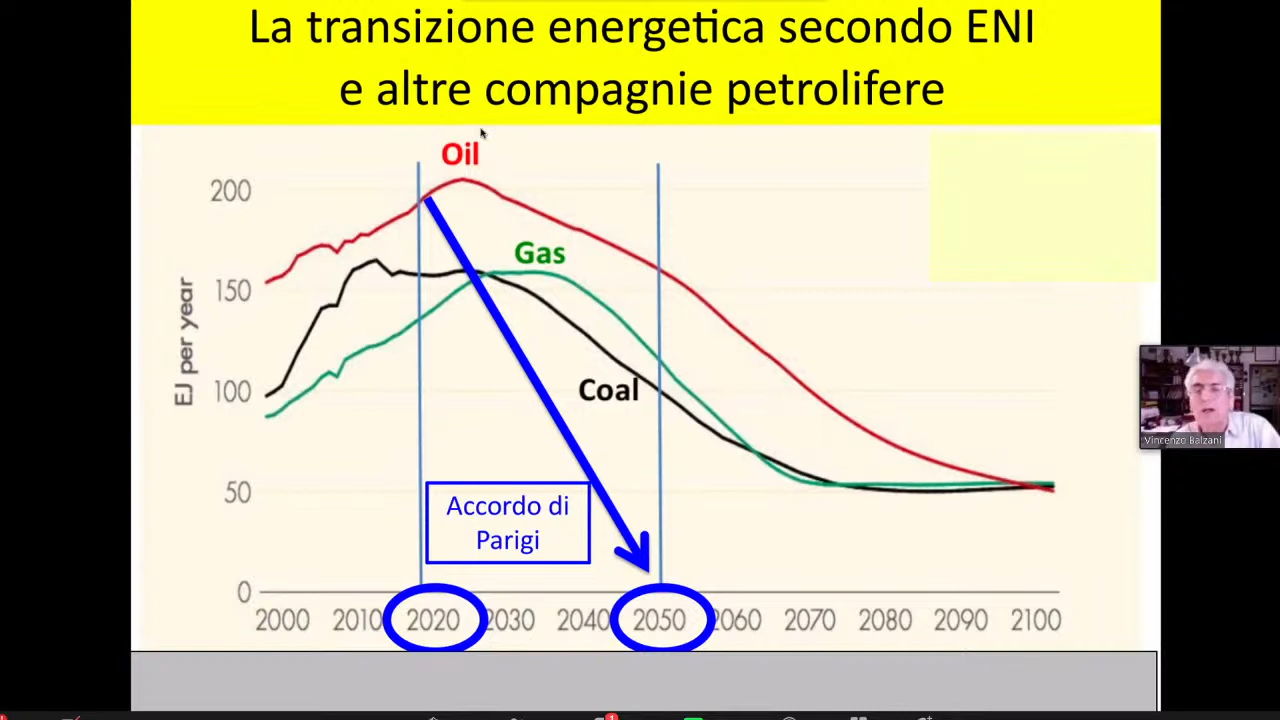 La transizione energetica secondo ENI
e altre compagnie petrolifere
Oil
200
Gas
150
EJ per year
100
Coal
50
Accordo di
Parigi
0
2000 2010 2020 2030 2040 2050 2060 2070 2080 2090 2100
Vincenzo Balzani
1